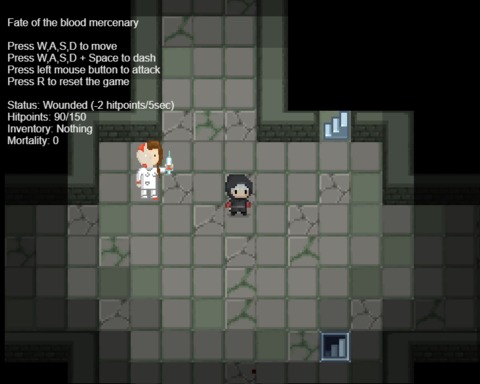 Fate of the blood mercenary
Press W,A,S,D to move
Press W,A,S,D + Space to dash
Press left mouse button to attack
Press R to reset the game
Status: Wounded (-2 hitpoints/5sec)
Hitpoints: 90/150
Inventory: Nothing
Mortality: 0